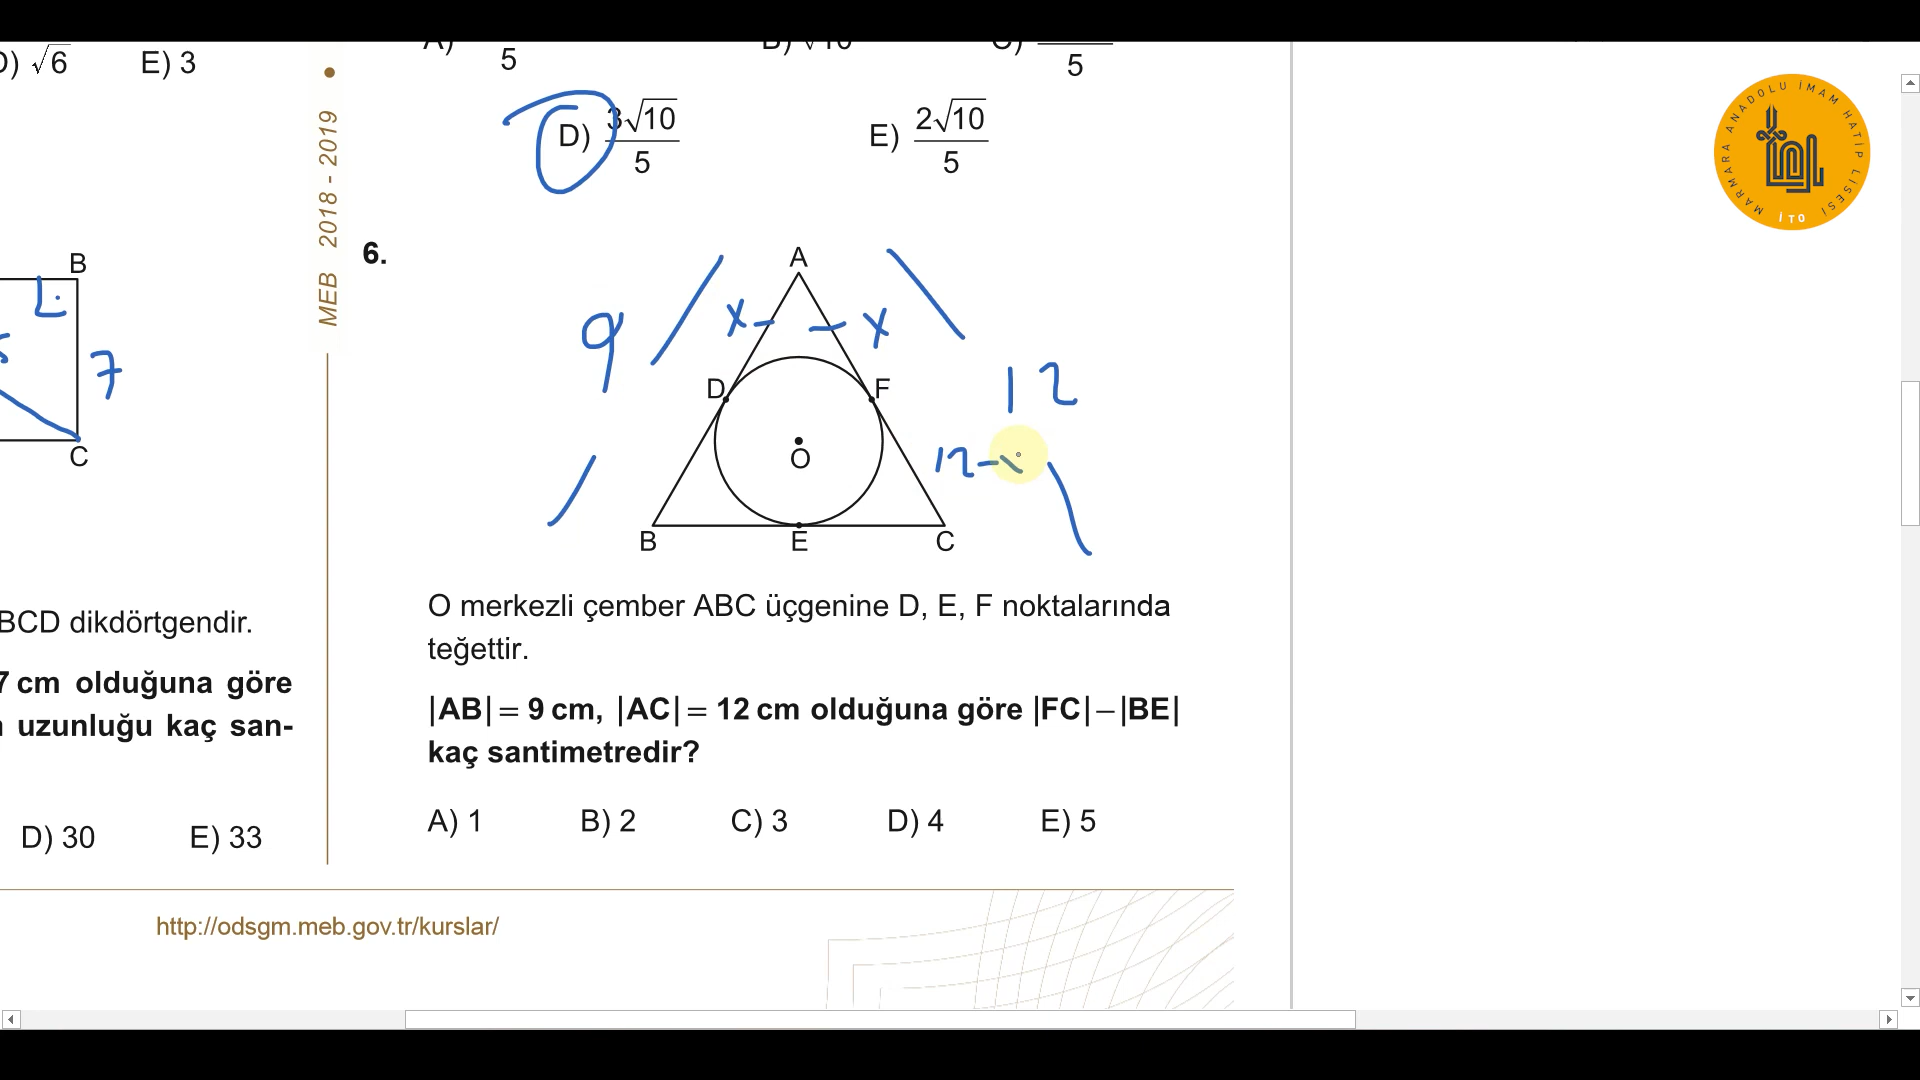 D) √6 E) 3
5
7
B
C
BCD dikdörtgendir.
7 cm olduğuna göre
uzunluğu kaç san-
D) 30 E) 33
MEB 2018 - 2019
A) 5 B) √10 C) 5
D) 3√10/5 E) 2√10/5
6.
A
x x
9
D F
12
O
12-x
B E C
O merkezli çember ABC üçgenine D, E, F noktalarında
teğettir.
|AB| = 9 cm, |AC| = 12 cm olduğuna göre |FC| – |BE|
kaç santimetredir?
A) 1 B) 2 C) 3 D) 4 E) 5
http://odsgm.meb.gov.tr/kurslar/
MARMARA ANADOLU İMAM HATİP LİSESİ
İTO